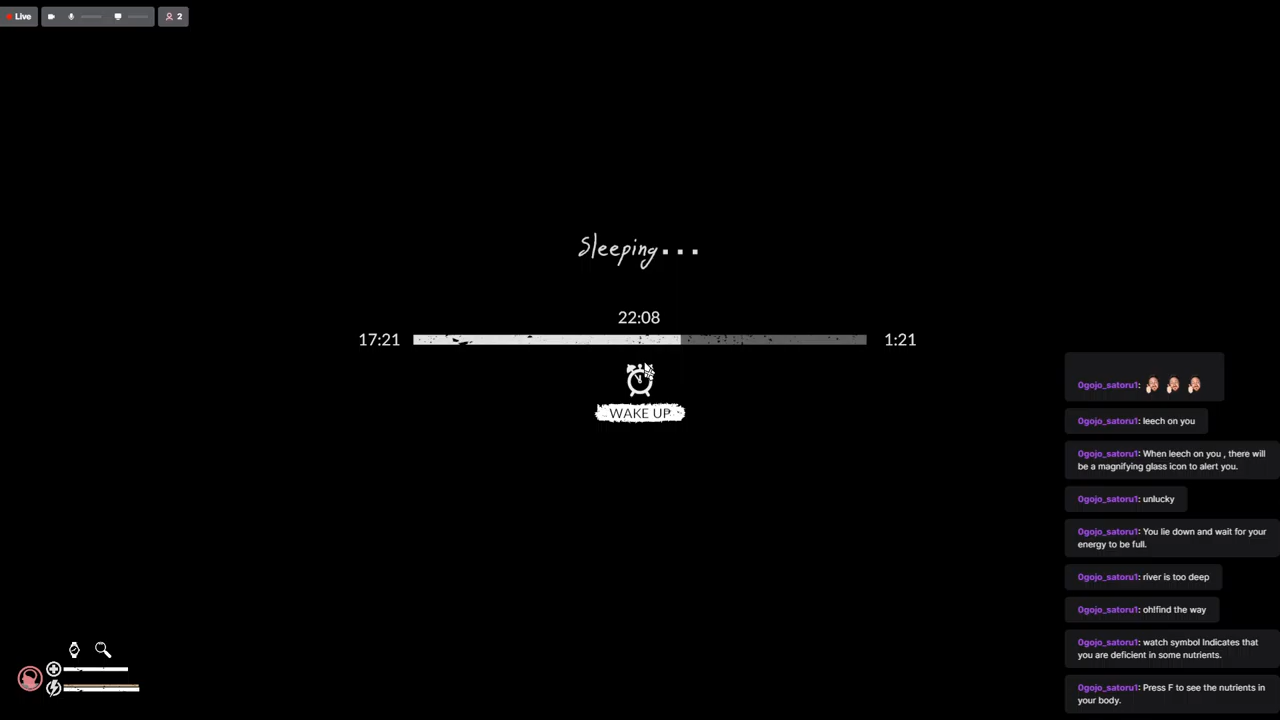 Live
2
Sleeping...
22:08
17:21
1:21
WAKE UP
0gojo_satoru1:
0gojo_satoru1: leech on you
0gojo_satoru1: When leech on you , there will
be a magnifying glass icon to alert you.
0gojo_satoru1: unlucky
0gojo_satoru1: You lie down and wait for your
energy to be full.
0gojo_satoru1: river is too deep
0gojo_satoru1: oh!find the way
0gojo_satoru1: watch symbol Indicates that
you are deficient in some nutrients.
0gojo_satoru1: Press F to see the nutrients in
your body.